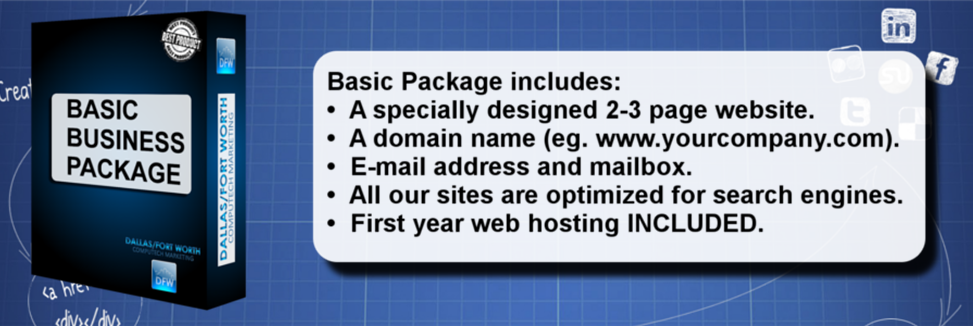 BEST PRODUCT
DFW
BASIC
BUSINESS
PACKAGE
DALLAS/FORT WORTH
COMPUTECH MARKETING
DALLAS/FORT WORTH
COMPUTECH MARKETING
DFW
Basic Package includes:
• A specially designed 2-3 page website.
• A domain name (eg. www.yourcompany.com).
• E-mail address and mailbox.
• All our sites are optimized for search engines.
• First year web hosting INCLUDED.
in
f
t
Creat
<a hre
<div></div>